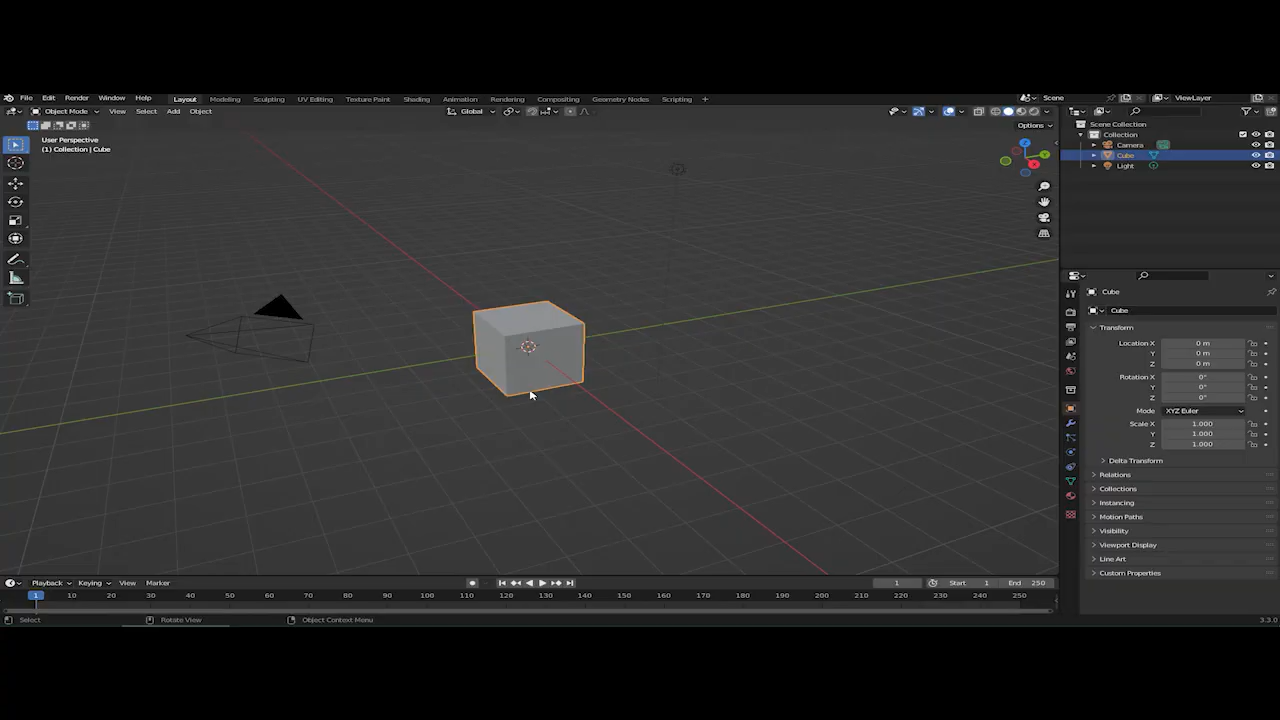 File Edit Render Window Help Layout Modeling Sculpting UV Editing Texture Paint Shading Animation Rendering Compositing Geometry Nodes Scripting + Scene ViewLayer
Object Mode View Select Add Object Global
Options
User Perspective
(1) Collection | Cube
Scene Collection
Collection
Camera
Cube
Light
Z
Y
X
Cube
Cube
Transform
Location X 0 m
Y 0 m
Z 0 m
Rotation X 0°
Y 0°
Z 0°
Mode XYZ Euler
Scale X 1.000
Y 1.000
Z 1.000
Delta Transform
Relations
Collections
Instancing
Motion Paths
Visibility
Viewport Display
Line Art
Custom Properties
Playback Keying View Marker 1 Start 1 End 250
1 10 20 30 40 50 60 70 80 90 100 110 120 130 140 150 160 170 180 190 200 210 220 230 240 250
Select Rotate View Object Context Menu 3.3.0